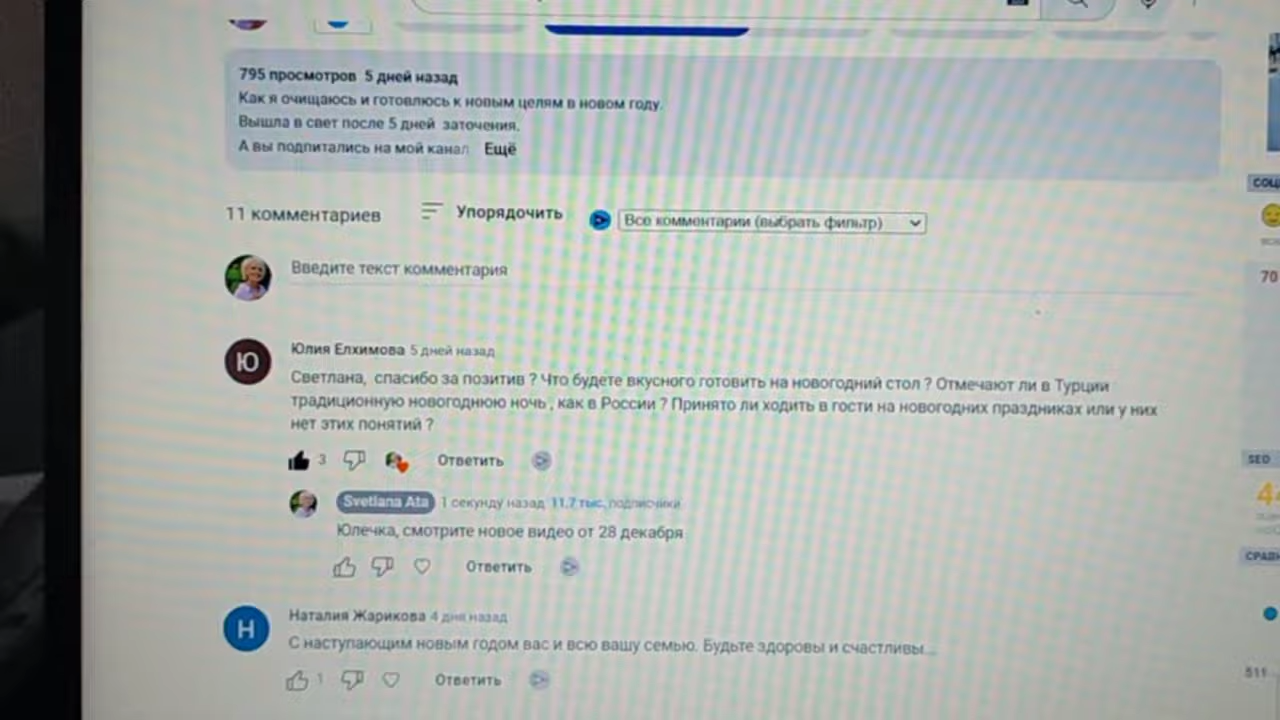 795 просмотров 5 дней назад
Как я очищаюсь и готовлюсь к новым целям в новом году.
Вышла в свет после 5 дней заточения.
А вы подпитались на мой канал Ещё
11 комментариев Упорядочить Все комментарии (выбрать фильтр)
Введите текст комментария
Ю
Юлия Елхимова 5 дней назад
Светлана, спасибо за позитив ? Что будете вкусного готовить на новогодний стол ? Отмечают ли в Турции
традиционную новогоднюю ночь , как в России ? Принято ли ходить в гости на новогодних праздниках или у них
нет этих понятий ?
3 Ответить
Svetlana Ata 1 секунду назад 11,7 тыс. подписчики
Юлечка, смотрите новое видео от 28 декабря
Ответить
Н
Наталия Жарикова 4 дня назад
С наступающим новым годом вас и всю вашу семью. Будьте здоровы и счастливы...
1 Ответить
СОЦ
70
SEO
СРАВН
511